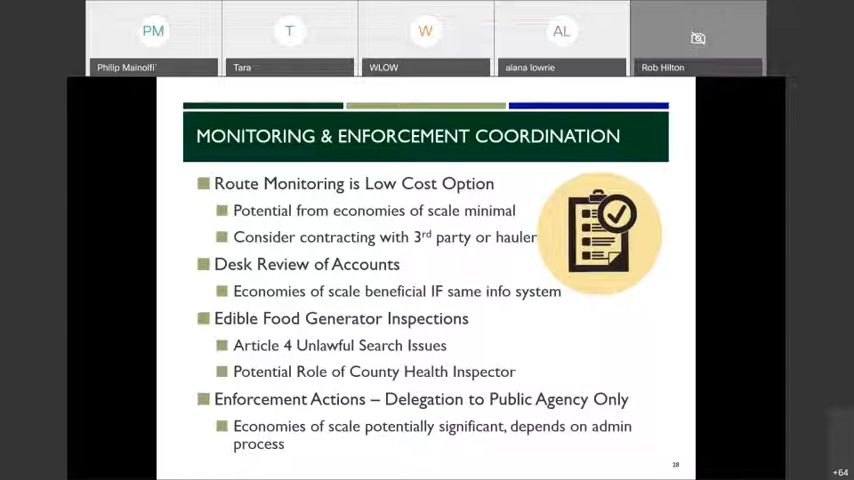 PM
T
W
AL
Philip Mainolfi
Tara
WLOW
alana lowrie
Rob Hilton
MONITORING & ENFORCEMENT COORDINATION
Route Monitoring is Low Cost Option
Potential from economies of scale minimal
Consider contracting with 3rd party or hauler
Desk Review of Accounts
Economies of scale beneficial IF same info system
Edible Food Generator Inspections
Article 4 Unlawful Search Issues
Potential Role of County Health Inspector
Enforcement Actions – Delegation to Public Agency Only
Economies of scale potentially significant, depends on admin
process
28
+64